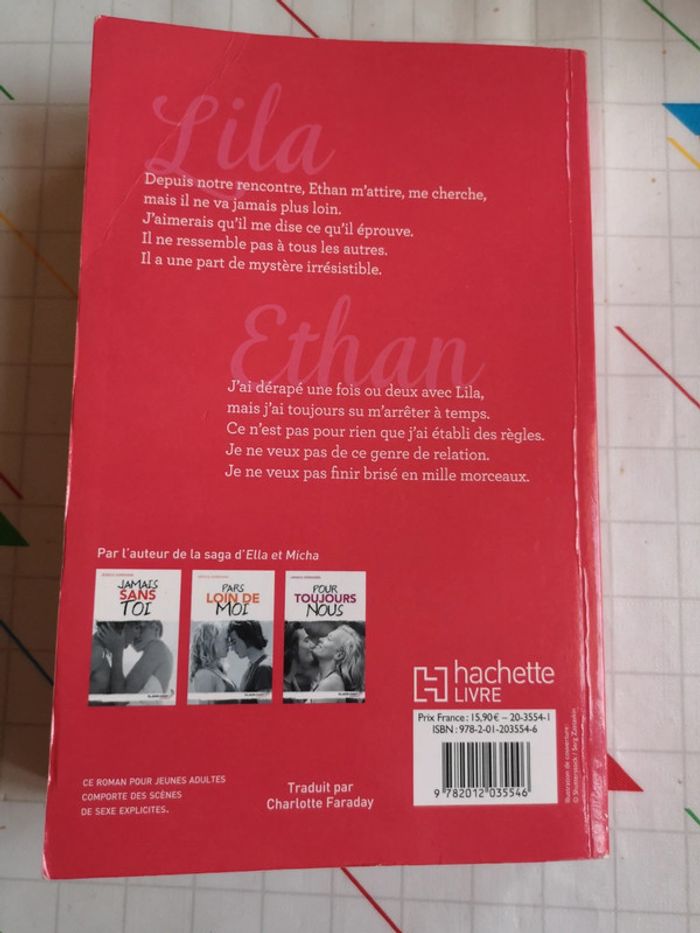 Lila
Depuis notre rencontre, Ethan m'attire, me cherche,
mais il ne va jamais plus loin.
J'aimerais qu'il me dise ce qu'il éprouve.
Il ne ressemble pas à tous les autres.
Il a une part de mystère irrésistible.
Ethan
J'ai dérapé une fois ou deux avec Lila,
mais j'ai toujours su m'arrêter à temps.
Ce n'est pas pour rien que j'ai établi des règles.
Je ne veux pas de ce genre de relation.
Je ne veux pas finir brisé en mille morceaux.
Par l'auteur de la saga d'Ella et Micha
JAMAIS
SANS
TOI
PARS
LOIN DE
MOI
POUR
TOUJOURS
NOUS
hachette
LIVRE
Prix France : 15,90 € – 20-3554-1
ISBN : 978-2-01-203554-6
9 782012 035546
CE ROMAN POUR JEUNES ADULTES
COMPORTE DES SCÈNES
DE SEXE EXPLICITES.
Traduit par
Charlotte Faraday
Illustration de couverture :